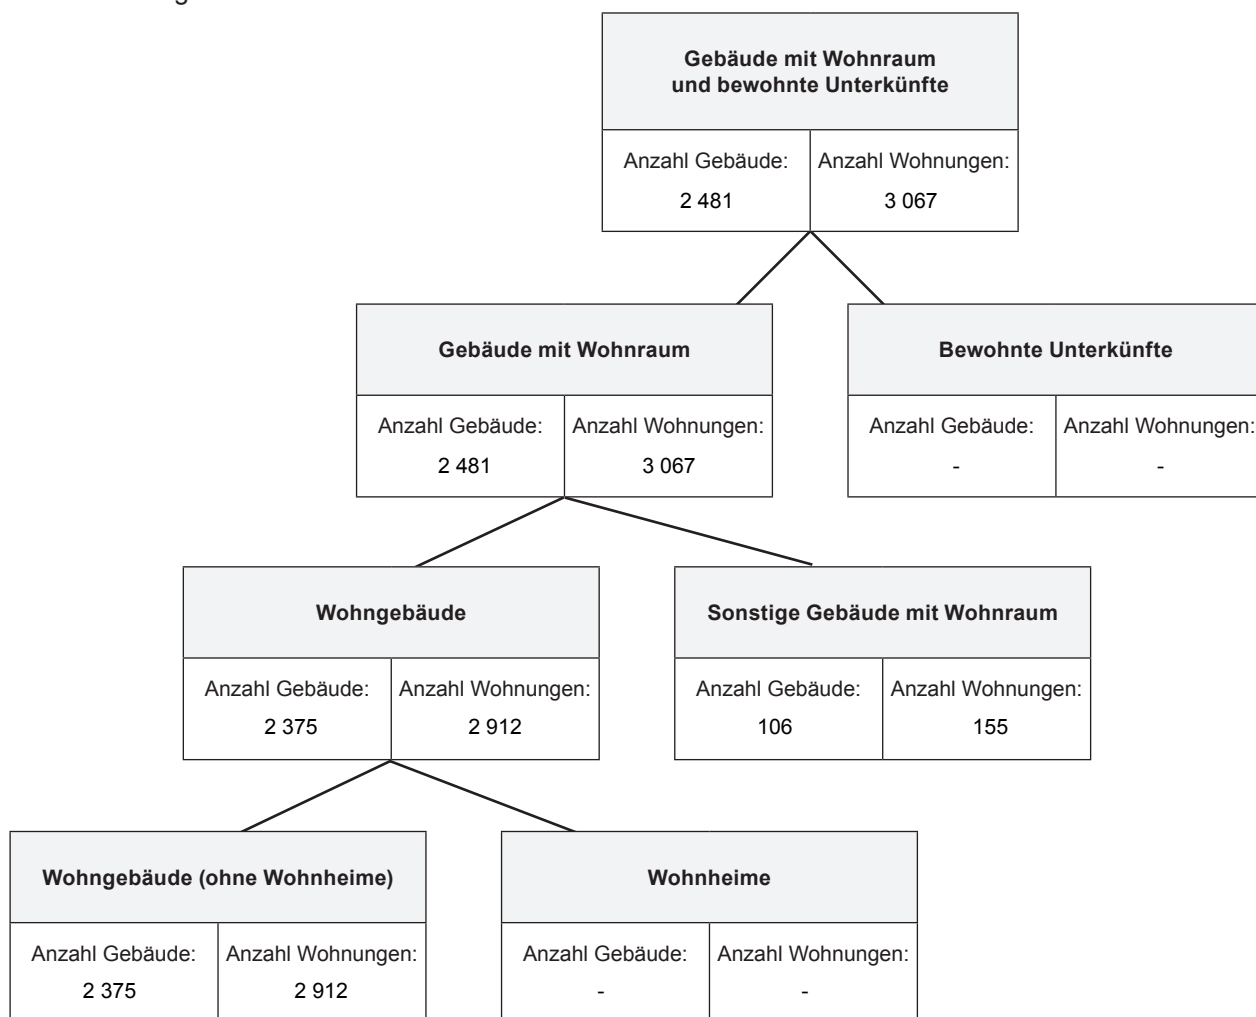 Gebäude mit Wohnraum
und bewohnte Unterkünfte
Anzahl Gebäude: Anzahl Wohnungen:
2 481 3 067
Gebäude mit Wohnraum Bewohnte Unterkünfte
Anzahl Gebäude: Anzahl Wohnungen: Anzahl Gebäude: Anzahl Wohnungen:
2 481 3 067 - -
Wohngebäude Sonstige Gebäude mit Wohnraum
Anzahl Gebäude: Anzahl Wohnungen: Anzahl Gebäude: Anzahl Wohnungen:
2 375 2 912 106 155
Wohngebäude (ohne Wohnheime) Wohnheime
Anzahl Gebäude: Anzahl Wohnungen: Anzahl Gebäude: Anzahl Wohnungen:
2 375 2 912 - -